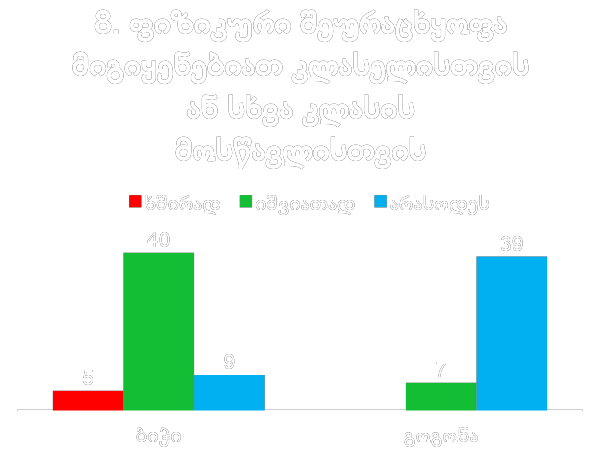 8. ფიზიკური შეურაცხყოფა
მიგიყენებიათ კლასელისთვის
ან სხვა კლასის
მოსწავლისთვის
ხშირად იშვიათად არასოდეს
40 39
5 9 7
ბიჭი გოგონა